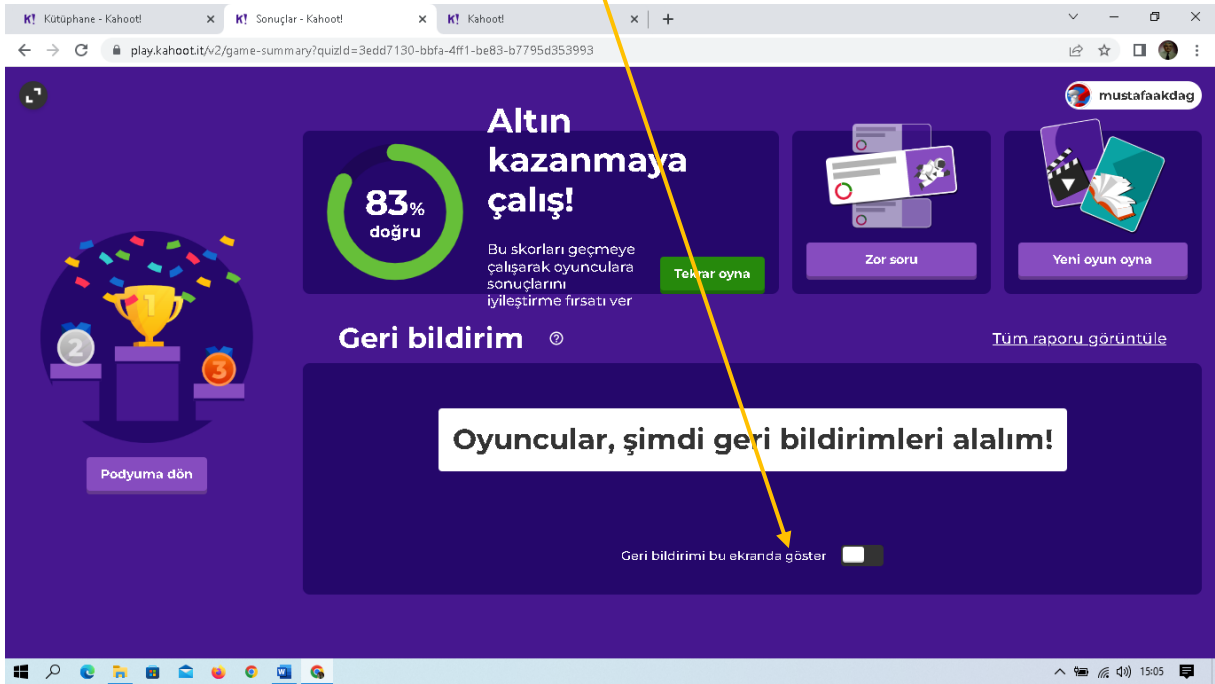 K! Kütüphane - Kahoot!
K! Sonuçlar - Kahoot!
K! Kahoot!
play.kahoot.it/v2/game-summary?quizId=3edd7130-bbfa-4ff1-be83-b7795d353993
mustafaakdag
83%
doğru
Altın
kazanmaya
çalış!
Bu skorları geçmeye
çalışarak oyunculara
sonuçlarını
iyileştirme fırsatı ver
Tekrar oyna
Zor soru
Yeni oyun oyna
1
2
3
Podyuma dön
Geri bildirim ?
Tüm raporu görüntüle
Oyuncular, şimdi geri bildirimleri alalım!
Geri bildirimi bu ekranda göster
15:05